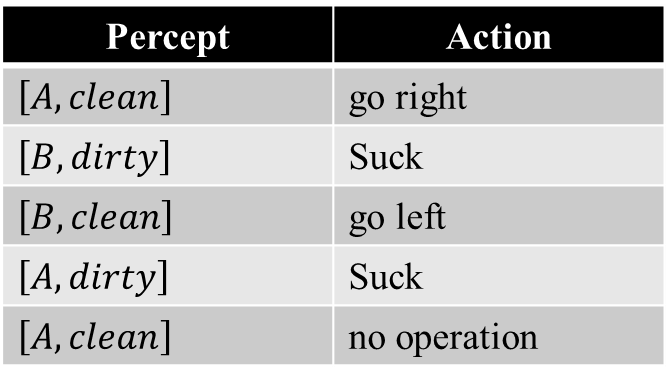 Percept Action
[A, clean] go right
[B, dirty] Suck
[B, clean] go left
[A, dirty] Suck
[A, clean] no operation